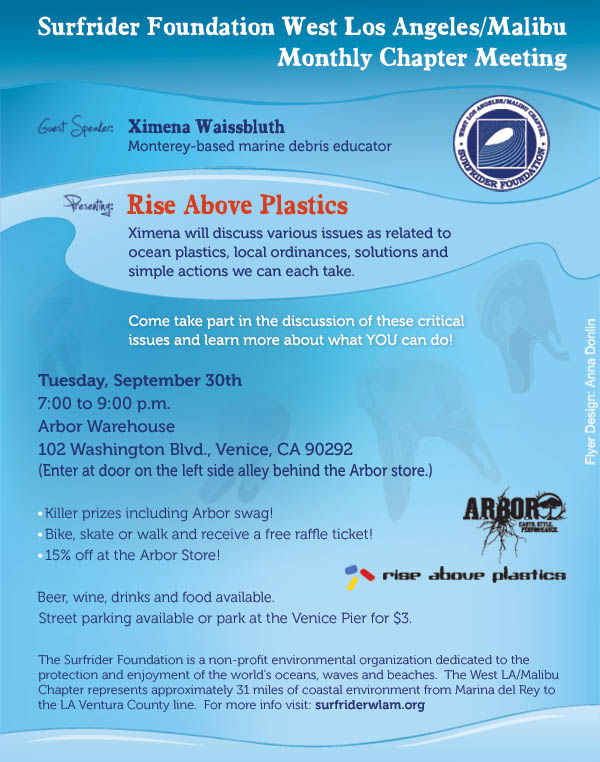 Surfrider Foundation West Los Angeles/Malibu
Monthly Chapter Meeting
Guest Speaker:
Ximena Waissbluth
Monterey-based marine debris educator
WEST LOS ANGELES/MALIBU CHAPTER
SURFRIDER FOUNDATION
Presenting:
Rise Above Plastics
Ximena will discuss various issues as related to
ocean plastics, local ordinances, solutions and
simple actions we can each take.
Come take part in the discussion of these critical
issues and learn more about what YOU can do!
Flyer Design: Anna Donlin
Tuesday, September 30th
7:00 to 9:00 p.m.
Arbor Warehouse
102 Washington Blvd., Venice, CA 90292
(Enter at door on the left side alley behind the Arbor store.)
• Killer prizes including Arbor swag!
• Bike, skate or walk and receive a free raffle ticket!
• 15% off at the Arbor Store!
ARBOR
EARTH. STYLE.
PERFORMANCE.
rise above plastics
Beer, wine, drinks and food available.
Street parking available or park at the Venice Pier for $3.
The Surfrider Foundation is a non-profit environmental organization dedicated to the
protection and enjoyment of the world's oceans, waves and beaches.  The West LA/Malibu
Chapter represents approximately 31 miles of coastal environment from Marina del Rey to
the LA Ventura County line.  For more info visit: surfriderwlam.org